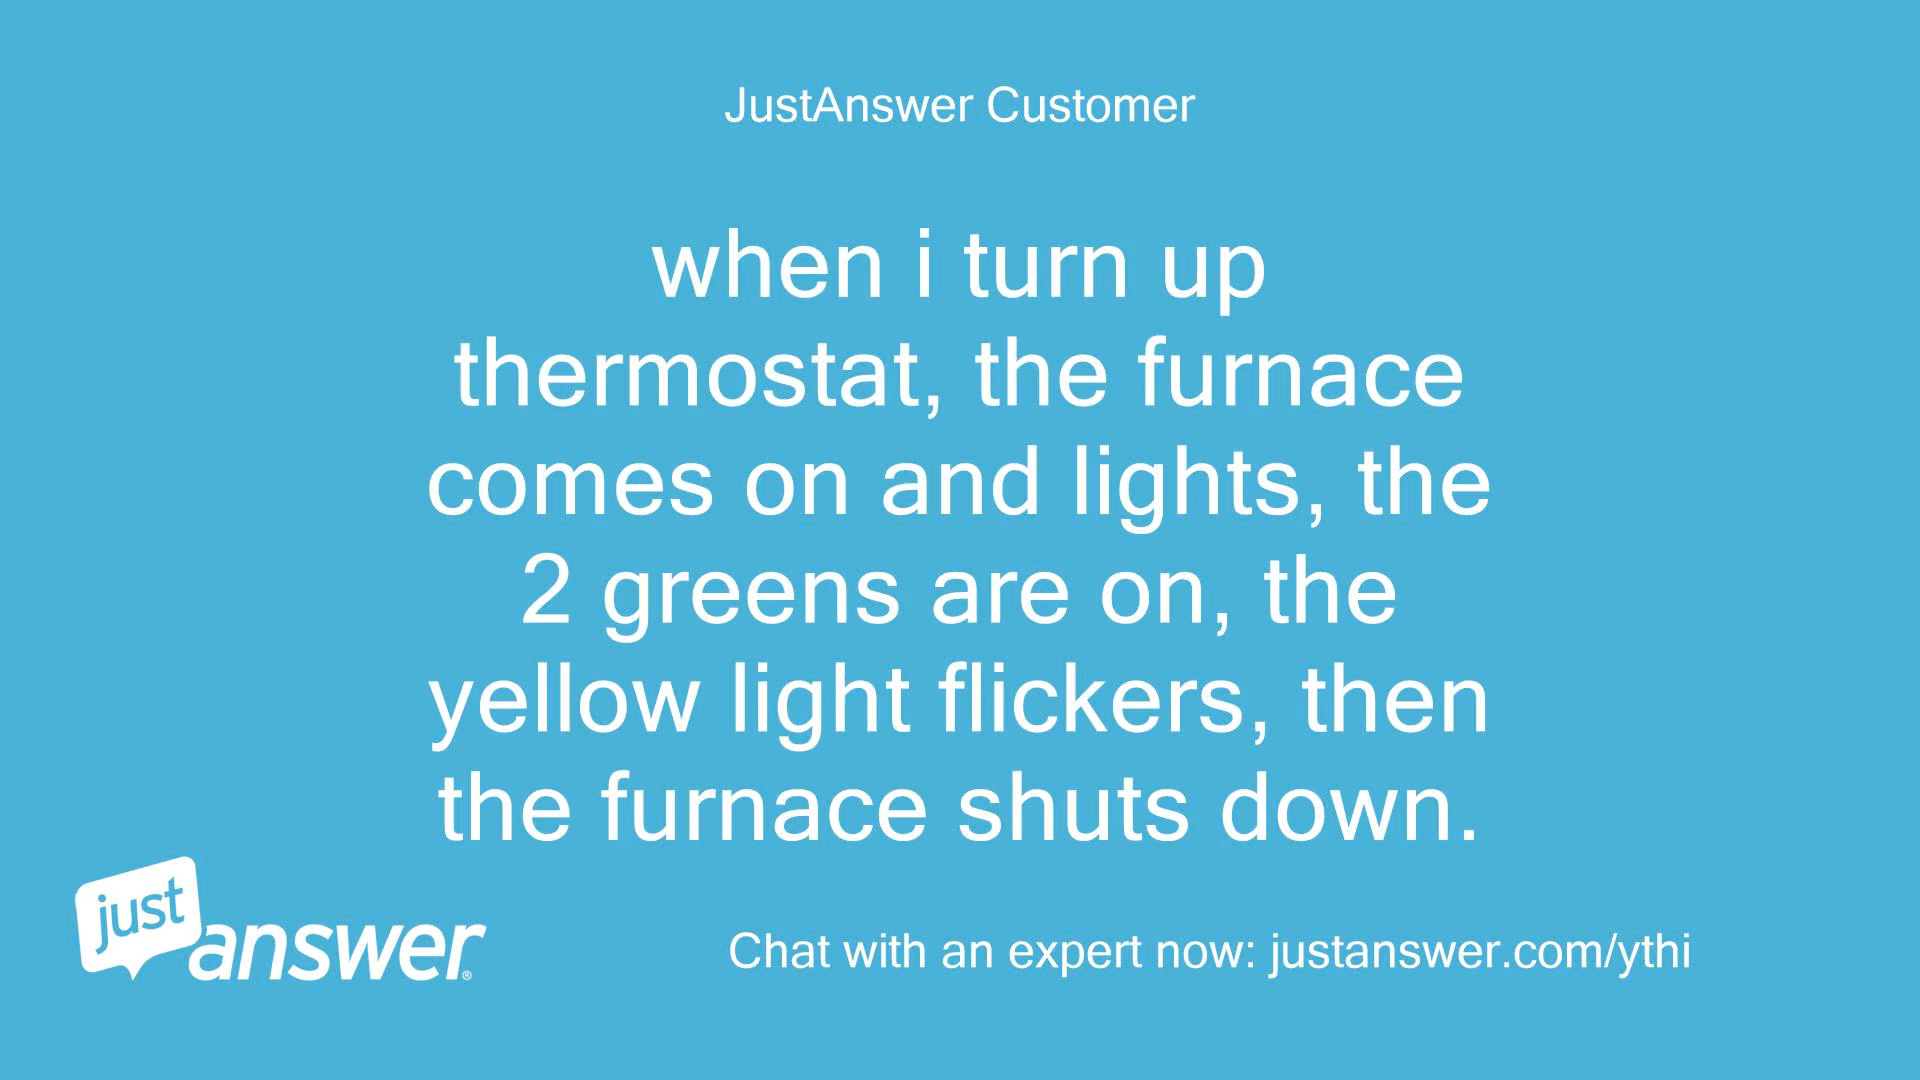 JustAnswer Customer
when i turn up
thermostat, the furnace
comes on and lights, the
2 greens are on, the
yellow light flickers, then
the furnace shuts down.
just
answer®
Chat with an expert now: justanswer.com/ythi